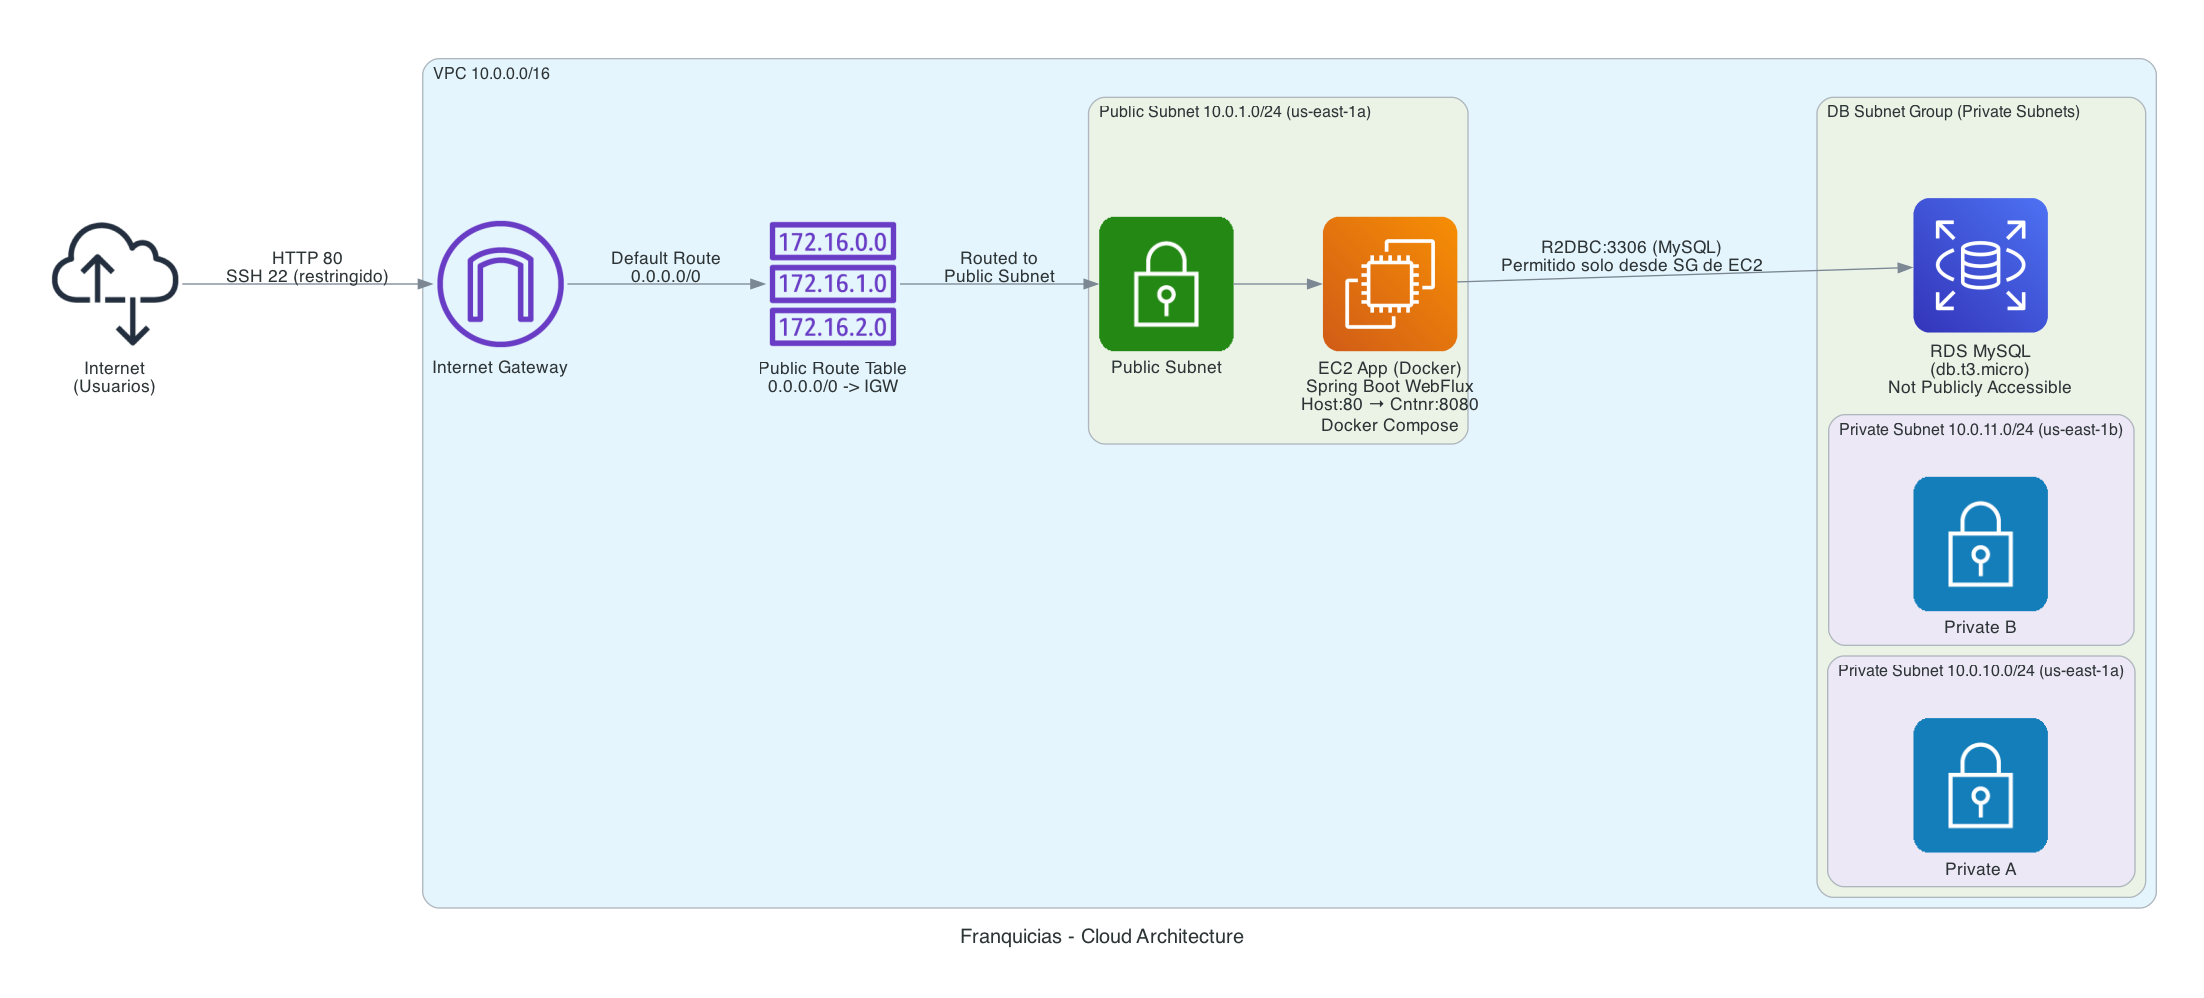 VPC 10.0.0.0/16
Public Subnet 10.0.1.0/24 (us-east-1a)
DB Subnet Group (Private Subnets)
HTTP 80
SSH 22 (restringido)
Internet
(Usuarios)
Internet Gateway
Default Route
0.0.0.0/0
172.16.0.0
172.16.1.0
172.16.2.0
Public Route Table
0.0.0.0/0 -> IGW
Routed to
Public Subnet
Public Subnet
EC2 App (Docker)
Spring Boot WebFlux
Host:80 → Cntnr:8080
Docker Compose
R2DBC:3306 (MySQL)
Permitido solo desde SG de EC2
RDS MySQL
(db.t3.micro)
Not Publicly Accessible
Private Subnet 10.0.11.0/24 (us-east-1b)
Private B
Private Subnet 10.0.10.0/24 (us-east-1a)
Private A
Franquicias - Cloud Architecture